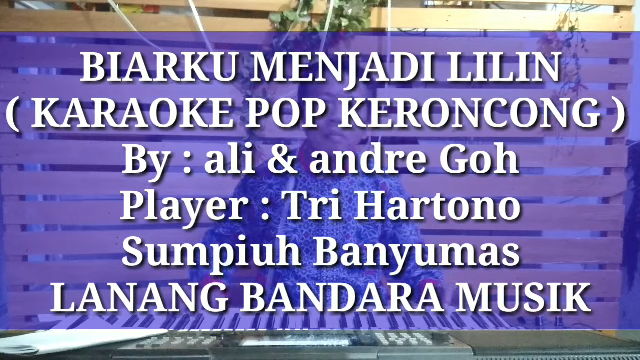 BIARKU MENJADI LILIN
( KARAOKE POP KERONCONG )
By : ali & andre Goh
Player : Tri Hartono
Sumpiuh Banyumas
LANANG BANDARA MUSIK